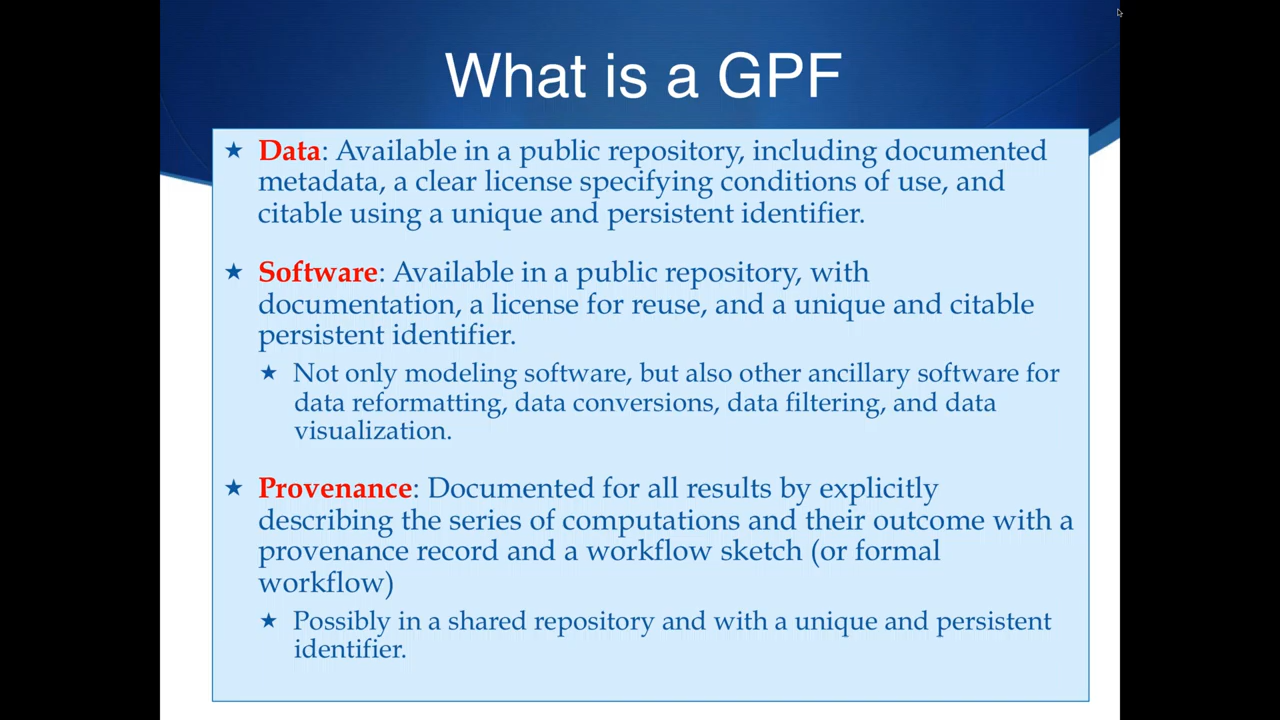 What is a GPF
★ Data: Available in a public repository, including documented
metadata, a clear license specifying conditions of use, and
citable using a unique and persistent identifier.
★ Software: Available in a public repository, with
documentation, a license for reuse, and a unique and citable
persistent identifier.
★ Not only modeling software, but also other ancillary software for
data reformatting, data conversions, data filtering, and data
visualization.
★ Provenance: Documented for all results by explicitly
describing the series of computations and their outcome with a
provenance record and a workflow sketch (or formal
workflow)
★ Possibly in a shared repository and with a unique and persistent
identifier.